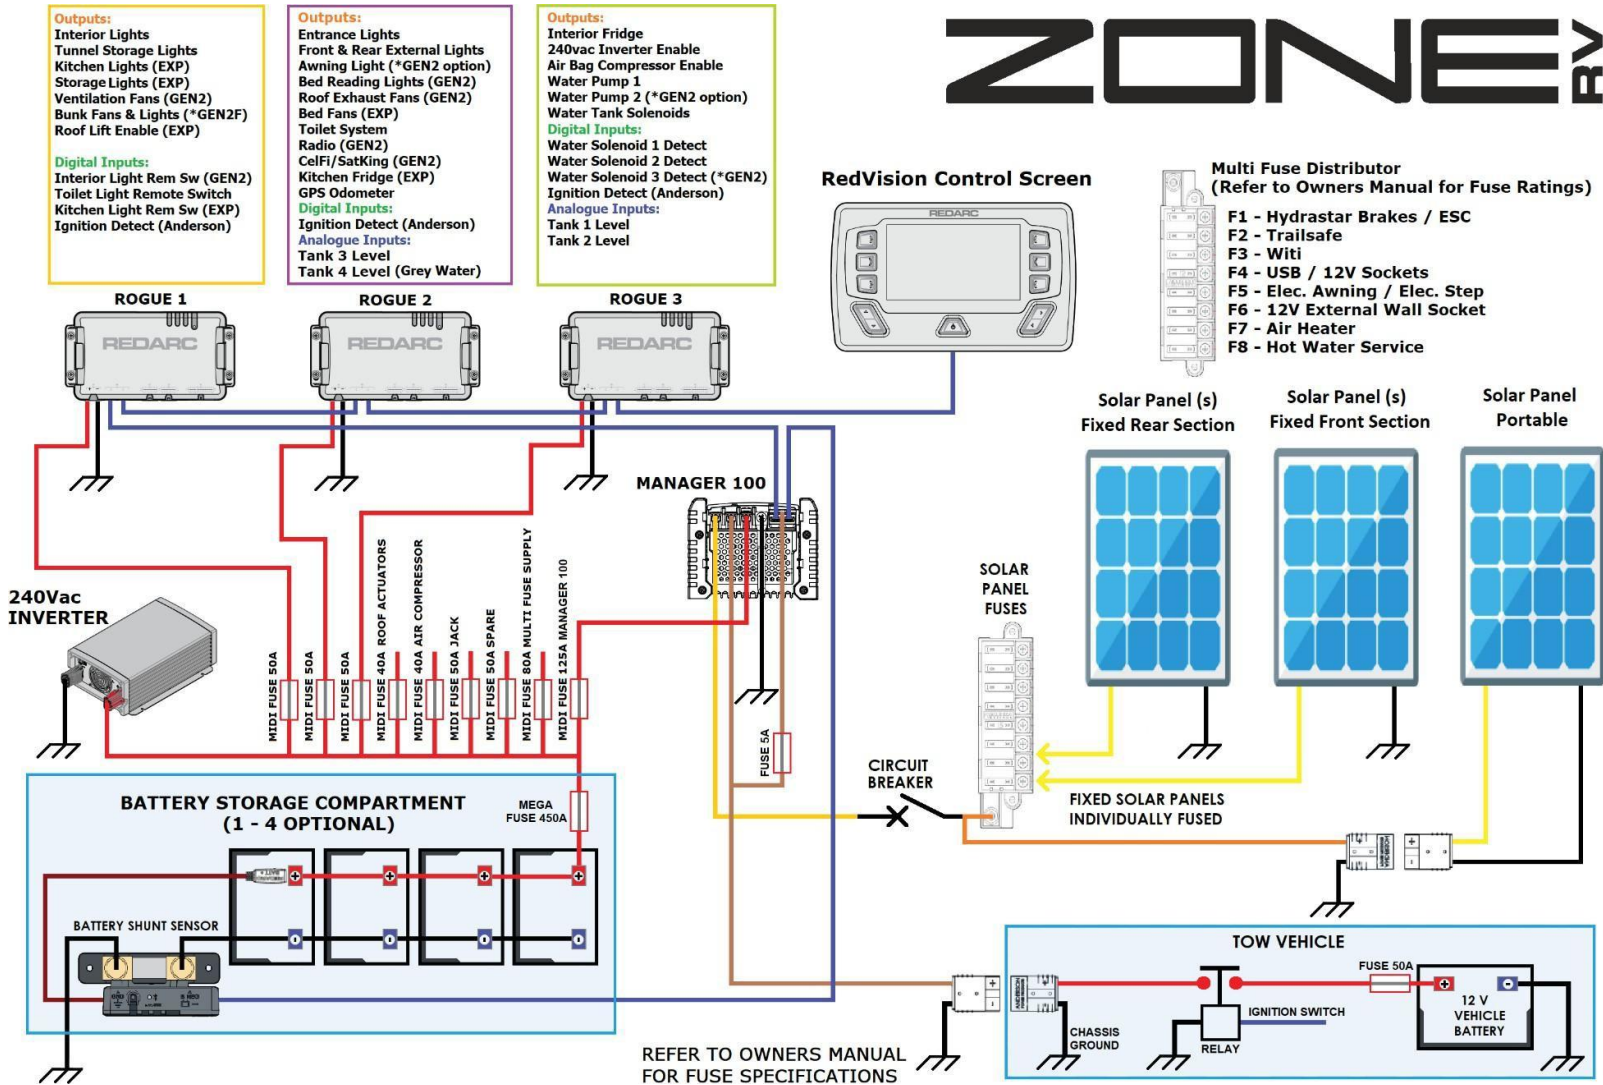 Outputs:
Interior Lights
Tunnel Storage Lights
Kitchen Lights (EXP)
Storage Lights (EXP)
Ventilation Fans (GEN2)
Bunk Fans & Lights (*GEN2F)
Roof Lift Enable (EXP)
Digital Inputs:
Interior Light Rem Sw (GEN2)
Toilet Light Remote Switch
Kitchen Light Rem Sw (EXP)
Ignition Detect (Anderson)
Outputs:
Entrance Lights
Front & Rear External Lights
Awning Light (*GEN2 option)
Bed Reading Lights (GEN2)
Roof Exhaust Fans (GEN2)
Bed Fans (EXP)
Toilet System
Radio (GEN2)
CelFi/SatKing (GEN2)
Kitchen Fridge (EXP)
GPS Odometer
Digital Inputs:
Ignition Detect (Anderson)
Analogue Inputs:
Tank 3 Level
Tank 4 Level (Grey Water)
Outputs:
Interior Fridge
240vac Inverter Enable
Air Bag Compressor Enable
Water Pump 1
Water Pump 2 (*GEN2 option)
Water Tank Solenoids
Digital Inputs:
Water Solenoid 1 Detect
Water Solenoid 2 Detect
Water Solenoid 3 Detect (*GEN2)
Ignition Detect (Anderson)
Analogue Inputs:
Tank 1 Level
Tank 2 Level
ZONE RV
RedVision Control Screen
REDARC
Multi Fuse Distributor
(Refer to Owners Manual for Fuse Ratings)
F1 - Hydrastar Brakes / ESC
F2 - Trailsafe
F3 - Witi
F4 - USB / 12V Sockets
F5 - Elec. Awning / Elec. Step
F6 - 12V External Wall Socket
F7 - Air Heater
F8 - Hot Water Service
ROGUE 1
REDARC
ROGUE 2
REDARC
ROGUE 3
REDARC
Solar Panel (s)
Fixed Rear Section
Solar Panel (s)
Fixed Front Section
Solar Panel
Portable
MANAGER 100
240Vac
INVERTER
MIDI FUSE 50A
MIDI FUSE 50A
MIDI FUSE 50A
MIDI FUSE 40A ROOF ACTUATORS
MIDI FUSE 40A AIR COMPRESSOR
MIDI FUSE 50A JACK
MIDI FUSE 50A SPARE
MIDI FUSE 80A MULTI FUSE SUPPLY
MIDI FUSE 125A MANAGER 100
SOLAR
PANEL
FUSES
FUSE 5A
CIRCUIT
BREAKER
FIXED SOLAR PANELS
INDIVIDUALLY FUSED
BATTERY STORAGE COMPARTMENT
(1 - 4 OPTIONAL)
MEGA
FUSE 450A
BATT+
BATTERY SHUNT SENSOR
TOW VEHICLE
FUSE 50A
12 V
VEHICLE
BATTERY
IGNITION SWITCH
RELAY
CHASSIS
GROUND
REFER TO OWNERS MANUAL
FOR FUSE SPECIFICATIONS